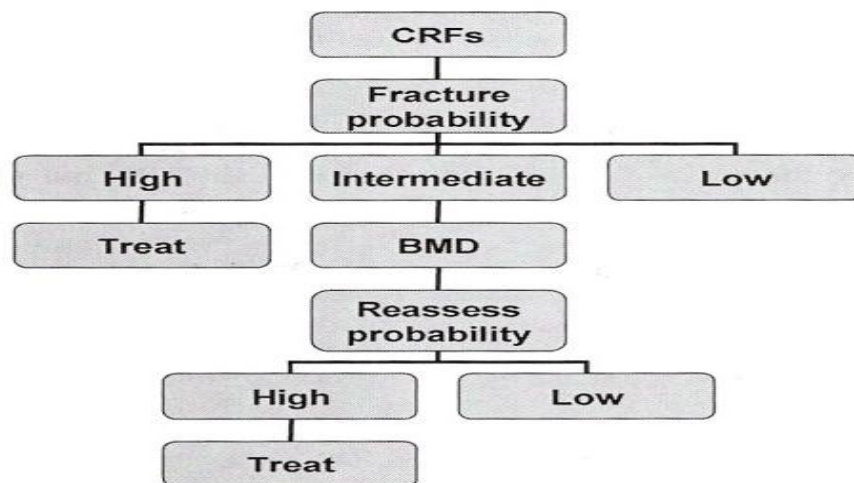 CRFs
Fracture
probability
High
Intermediate
Low
Treat
BMD
Reassess
probability
High
Low
Treat